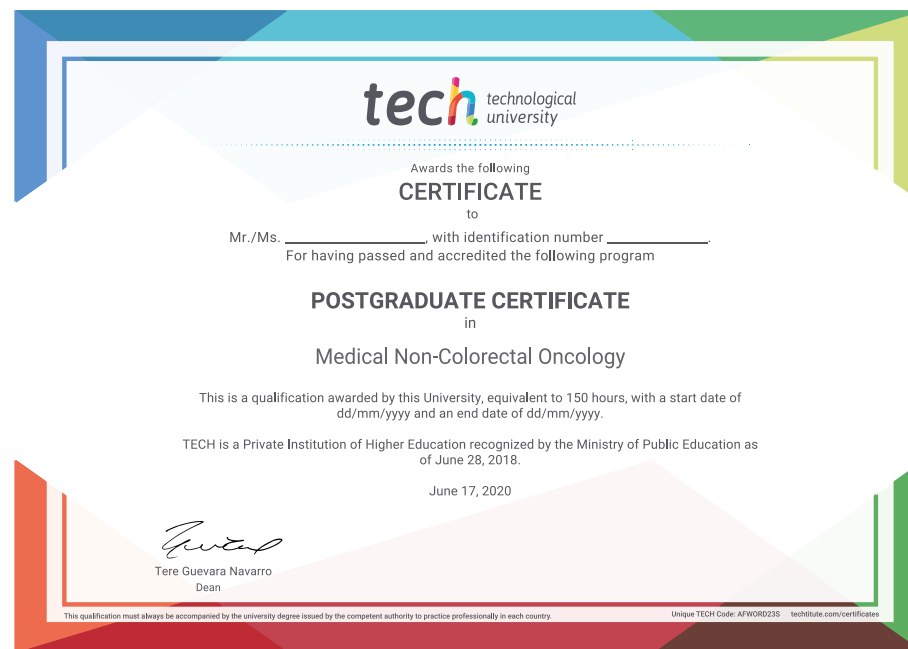 tech technological
university
Awards the following
CERTIFICATE
to
Mr./Ms. ____________________, with identification number ______________.
For having passed and accredited the following program
POSTGRADUATE CERTIFICATE
in
Medical Non-Colorectal Oncology
This is a qualification awarded by this University, equivalent to 150 hours, with a start date of
dd/mm/yyyy and an end date of dd/mm/yyyy.
TECH is a Private Institution of Higher Education recognized by the Ministry of Public Education as
of June 28, 2018.
June 17, 2020
Tere Guevara Navarro
Dean
This qualification must always be accompanied by the university degree issued by the competent authority to practice professionally in each country.
Unique TECH Code: AFWORD23S techtitute.com/certificates